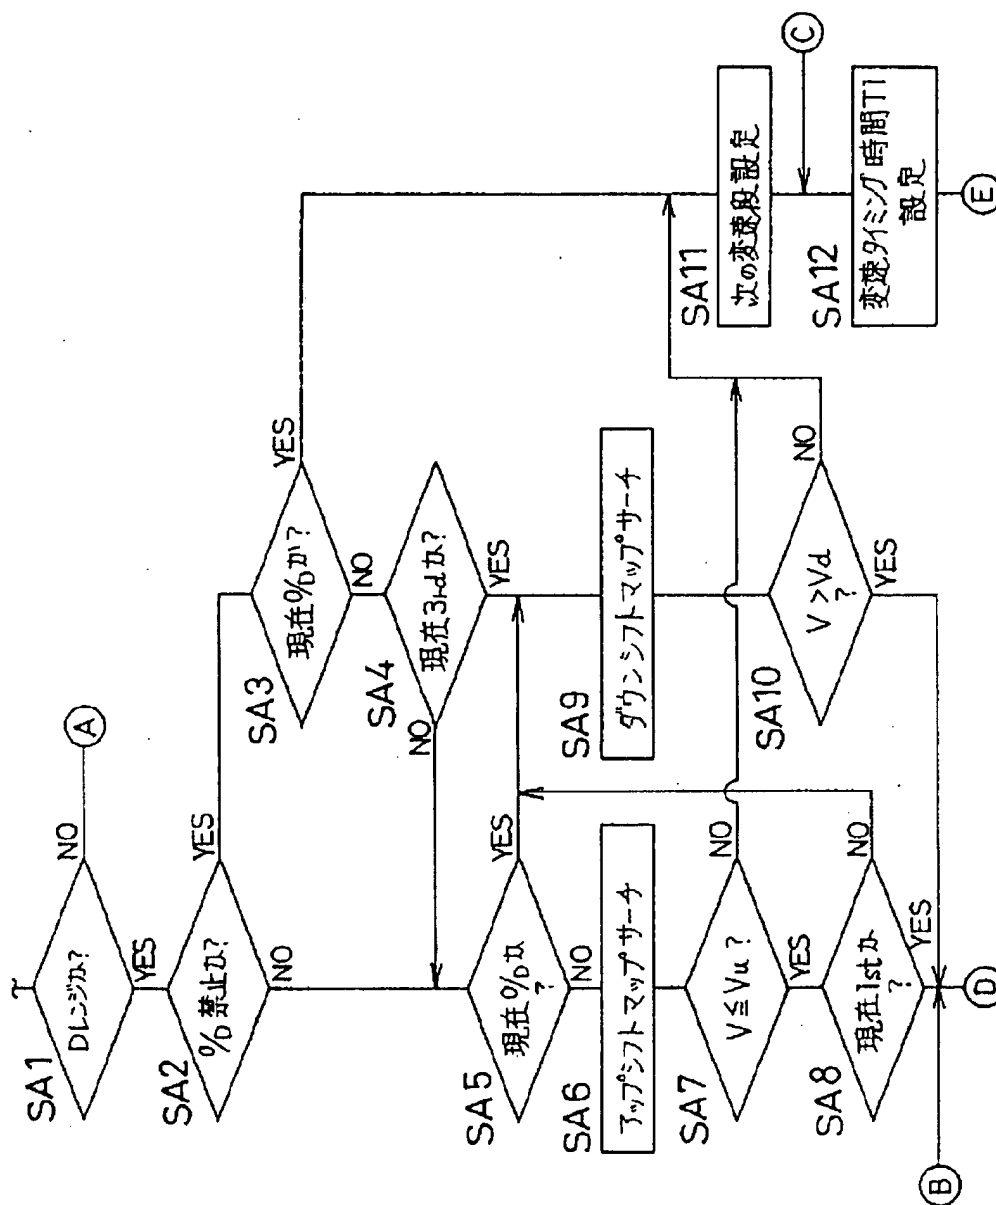 SA1
Dレンジか?
NO
A
YES
SA2
O/D禁止か?
YES
NO
SA3
現在O/Dか?
YES
NO
SA4
現在3rdか?
NO
YES
SA5
現在O/Dか
?
YES
NO
SA6
アップシフトマップサーチ
SA7
V≦Vu?
NO
YES
SA8
現在1stか
?
NO
YES
B
D
SA9
ダウンシフトマップサーチ
SA10
V>Vd
?
NO
YES
SA11
次の変速段設定
C
SA12
変速タイミング時間T1
設定
E